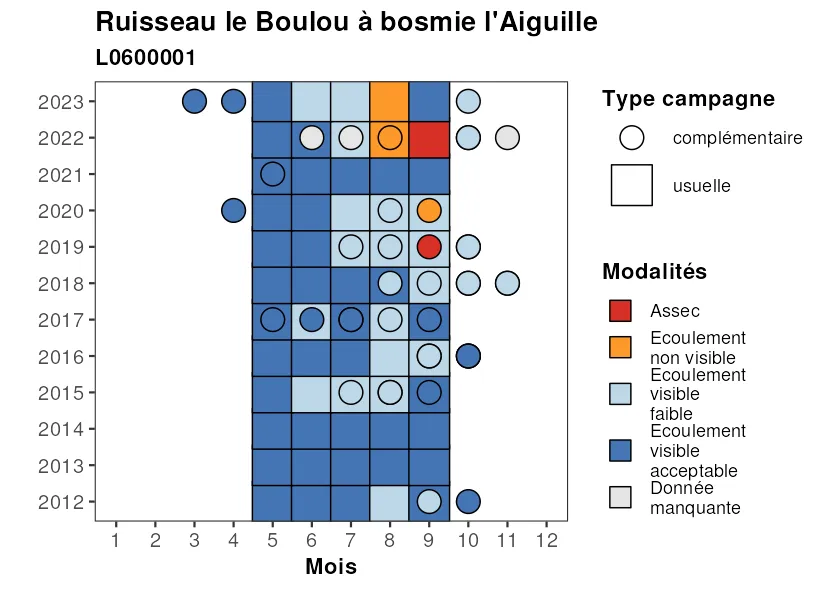 Ruisseau le Boulou à bosmie l'Aiguille
L0600001
2023
2022
2021
2020
2019
2018
2017
2016
2015
2014
2013
2012
1 2 3 4 5 6 7 8 9 10 11 12
Mois
Type campagne
complémentaire
usuelle
Modalités
Assec
Ecoulement
non visible
Ecoulement
visible
faible
Ecoulement
visible
acceptable
Donnée
manquante